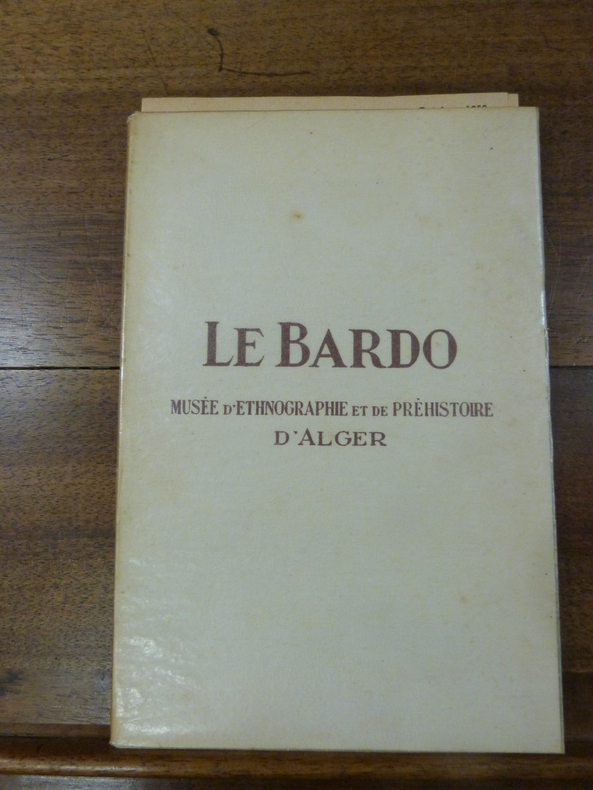 LE BARDO
MUSÉE D'ETHNOGRAPHIE ET DE PRÉHISTOIRE
D'ALGER